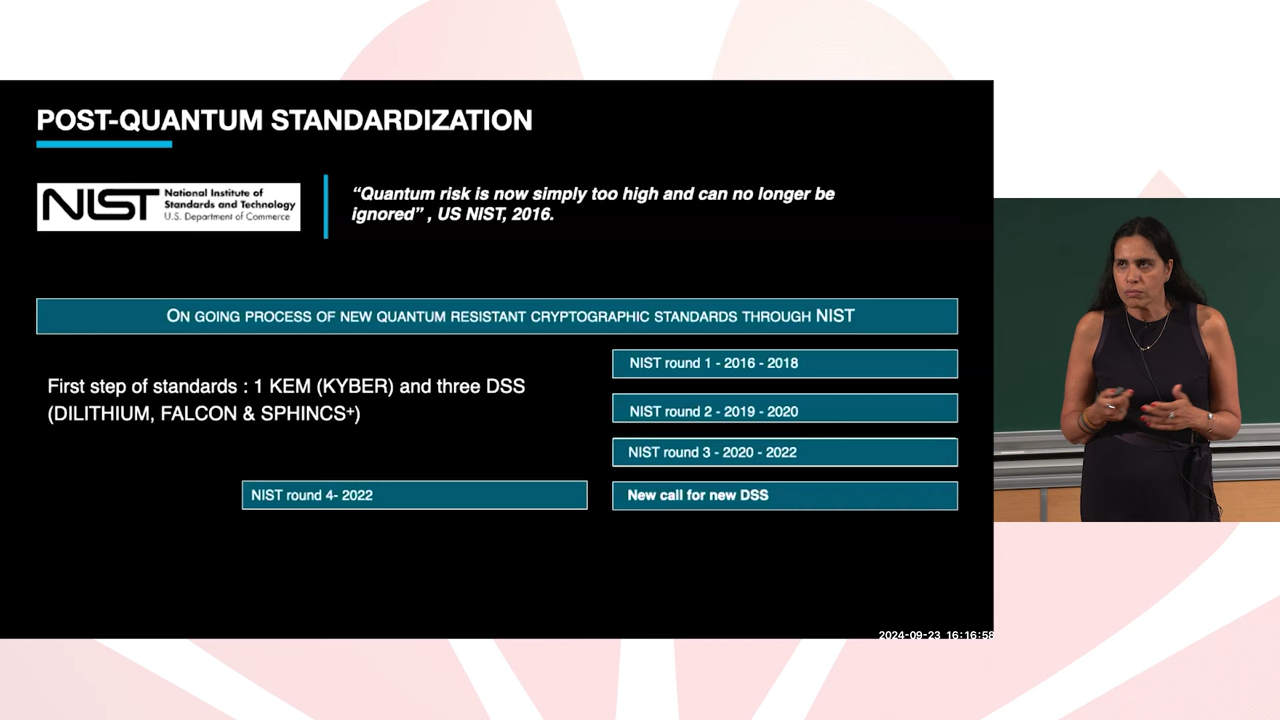 POST-QUANTUM STANDARDIZATION
NIST
National Institute of
Standards and Technology
U.S. Department of Commerce
“Quantum risk is now simply too high and can no longer be
ignored” , US NIST, 2016.
ON GOING PROCESS OF NEW QUANTUM RESISTANT CRYPTOGRAPHIC STANDARDS THROUGH NIST
First step of standards : 1 KEM (KYBER) and three DSS
(DILITHIUM, FALCON & SPHINCS⁺)
NIST round 1 - 2016 - 2018
NIST round 2 - 2019 - 2020
NIST round 3 - 2020 - 2022
NIST round 4- 2022
New call for new DSS
2024-09-23 16:16:58